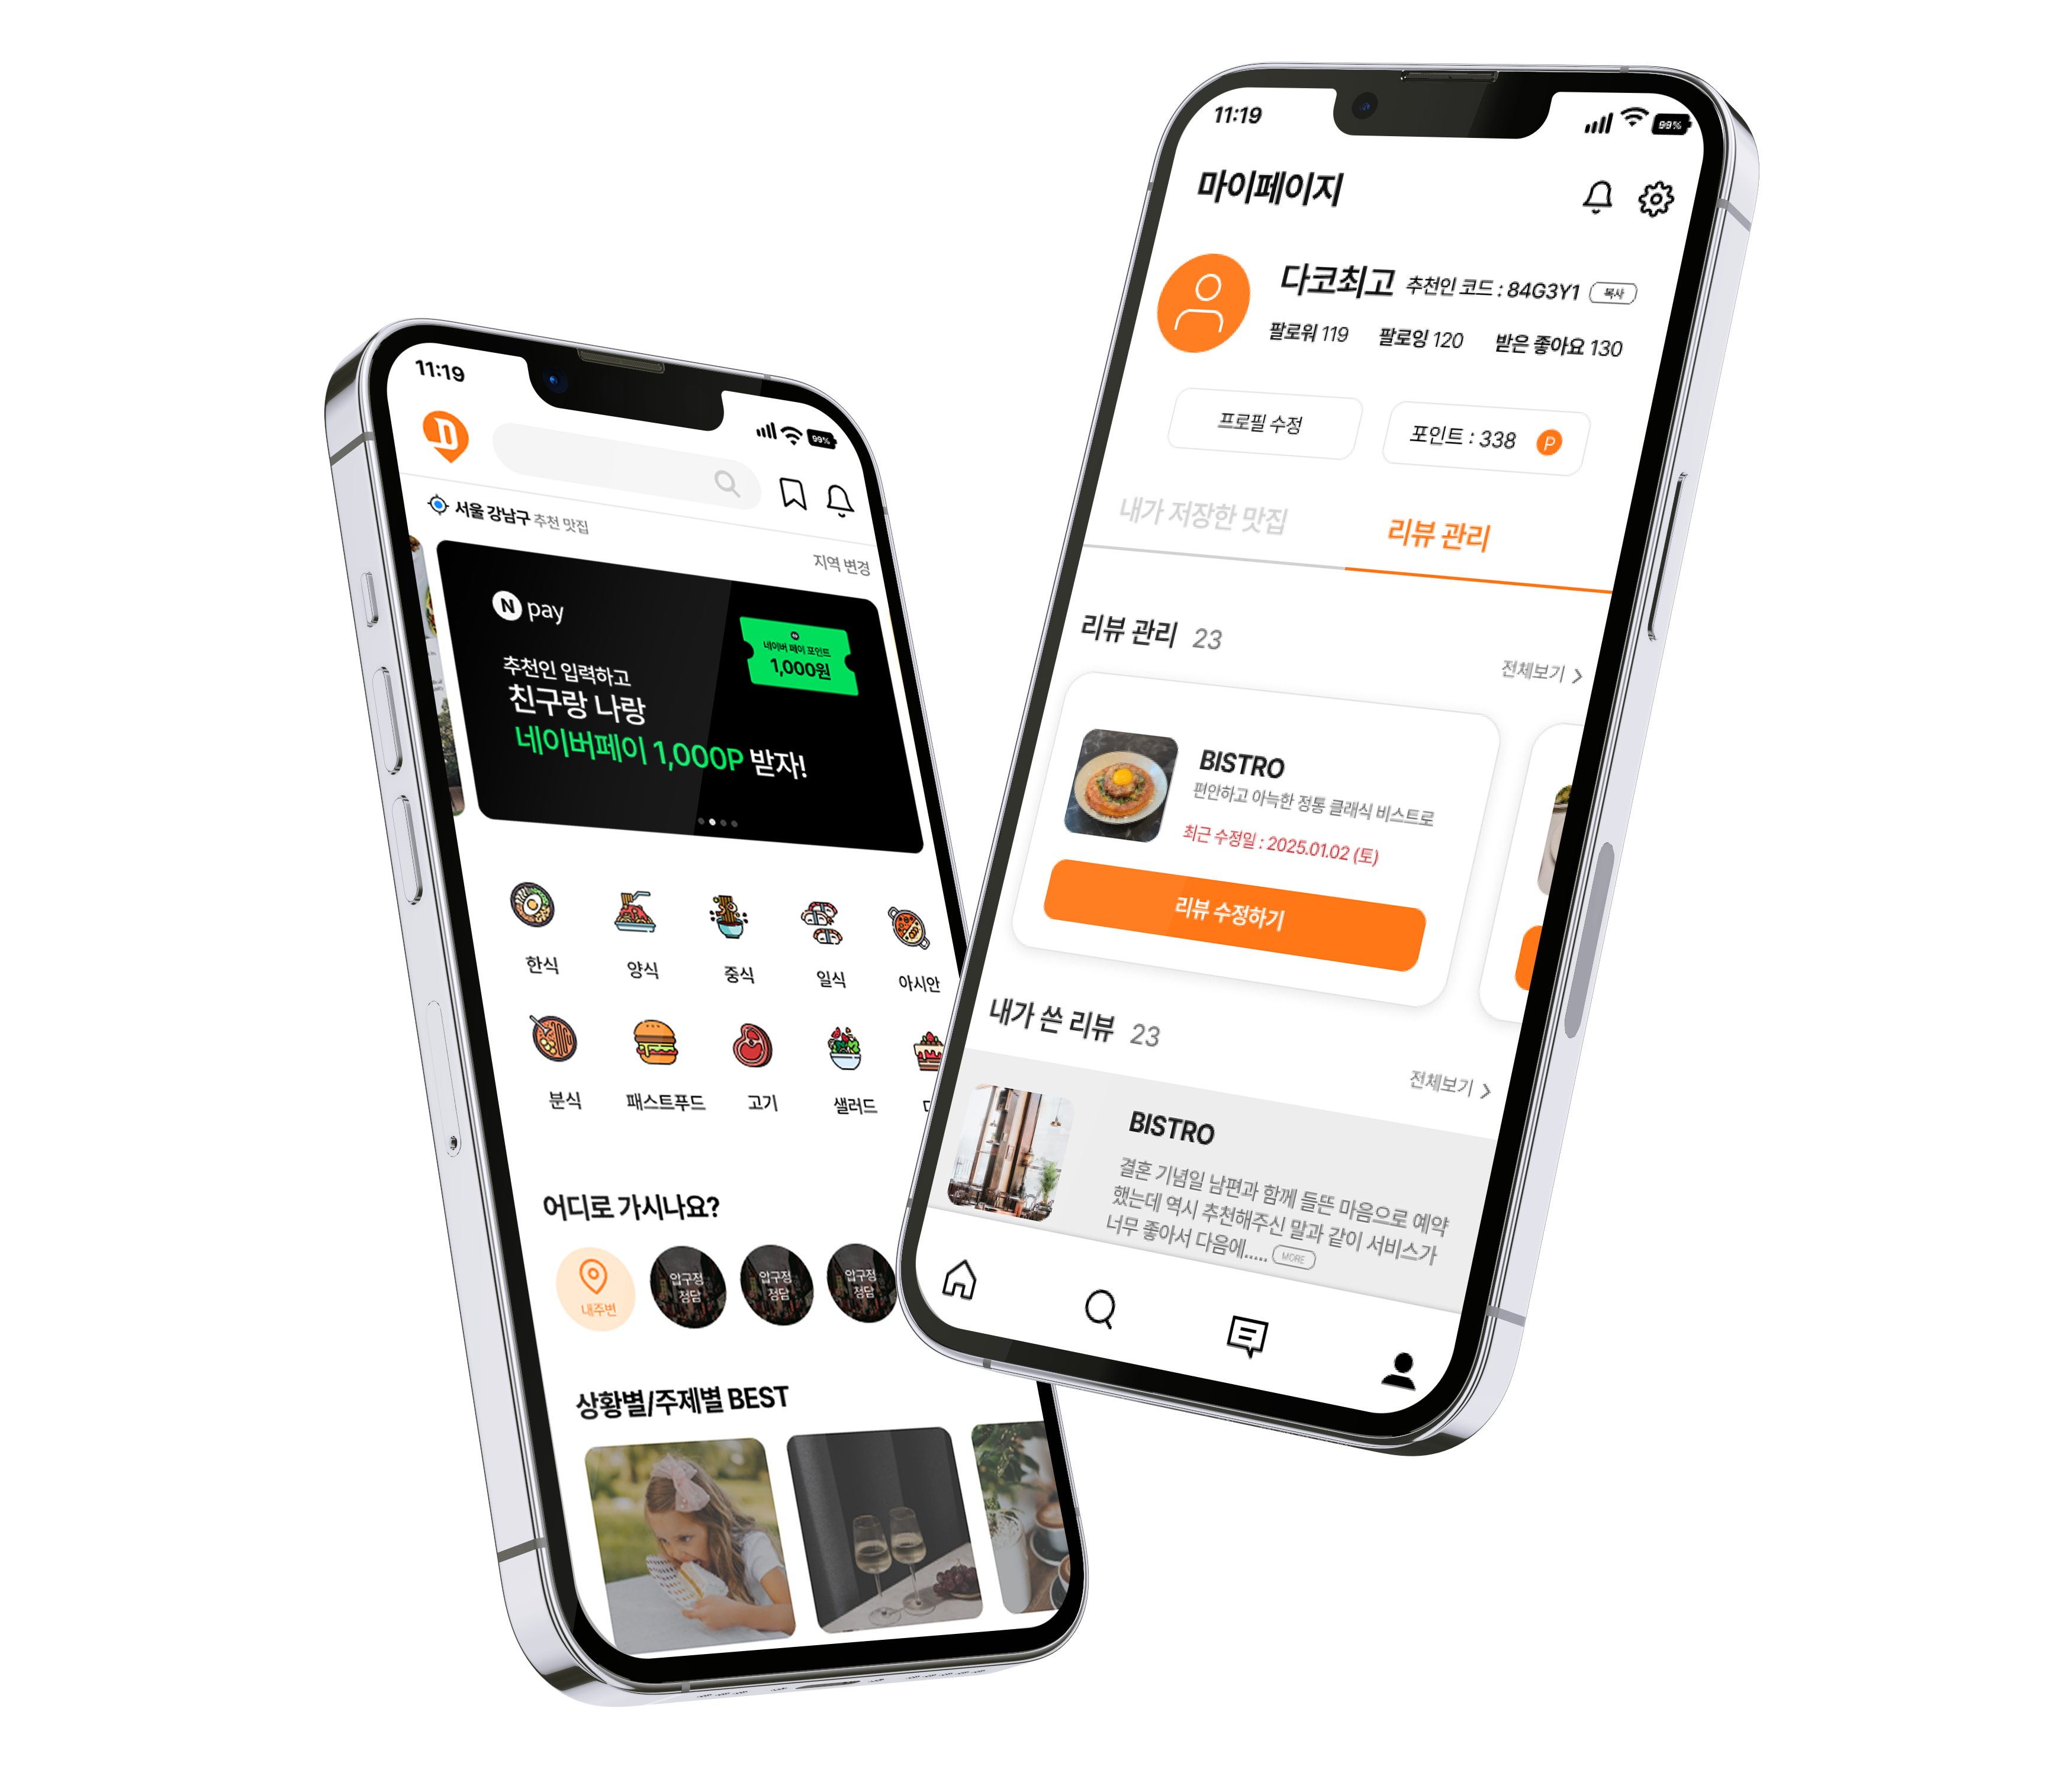 11:19
99%
D
서울 강남구 추천 맛집
지역 변경
N pay
네이버 페이 포인트
1,000원
추천인 입력하고
친구랑 나랑
네이버페이 1,000P 받자!
한식
양식
중식
일식
아시안
분식
패스트푸드
고기
샐러드
어디로 가시나요?
내주변
압구정
정담
압구정
정담
압구정
정담
상황별/주제별 BEST
11:19
99%
마이페이지
다코최고 추천인 코드 : 84G3Y1 복사
팔로워 119 팔로잉 120 받은 좋아요 130
프로필 수정
포인트 : 338 P
내가 저장한 맛집
리뷰 관리
리뷰 관리 23
전체보기 >
BISTRO
편안하고 아늑한 정통 클래식 비스트로
최근 수정일 : 2025.01.02 (토)
리뷰 수정하기
내가 쓴 리뷰 23
전체보기 >
BISTRO
결혼 기념일 남편과 함께 들뜬 마음으로 예약
했는데 역시 추천해주신 말과 같이 서비스가
너무 좋아서 다음에..... MORE